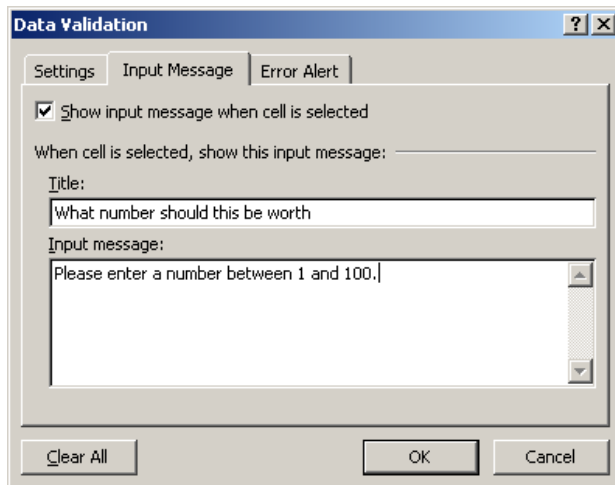 Data Validation
Settings Input Message Error Alert
Show input message when cell is selected
When cell is selected, show this input message:
Title:
What number should this be worth
Input message:
Please enter a number between 1 and 100.
Clear All OK Cancel